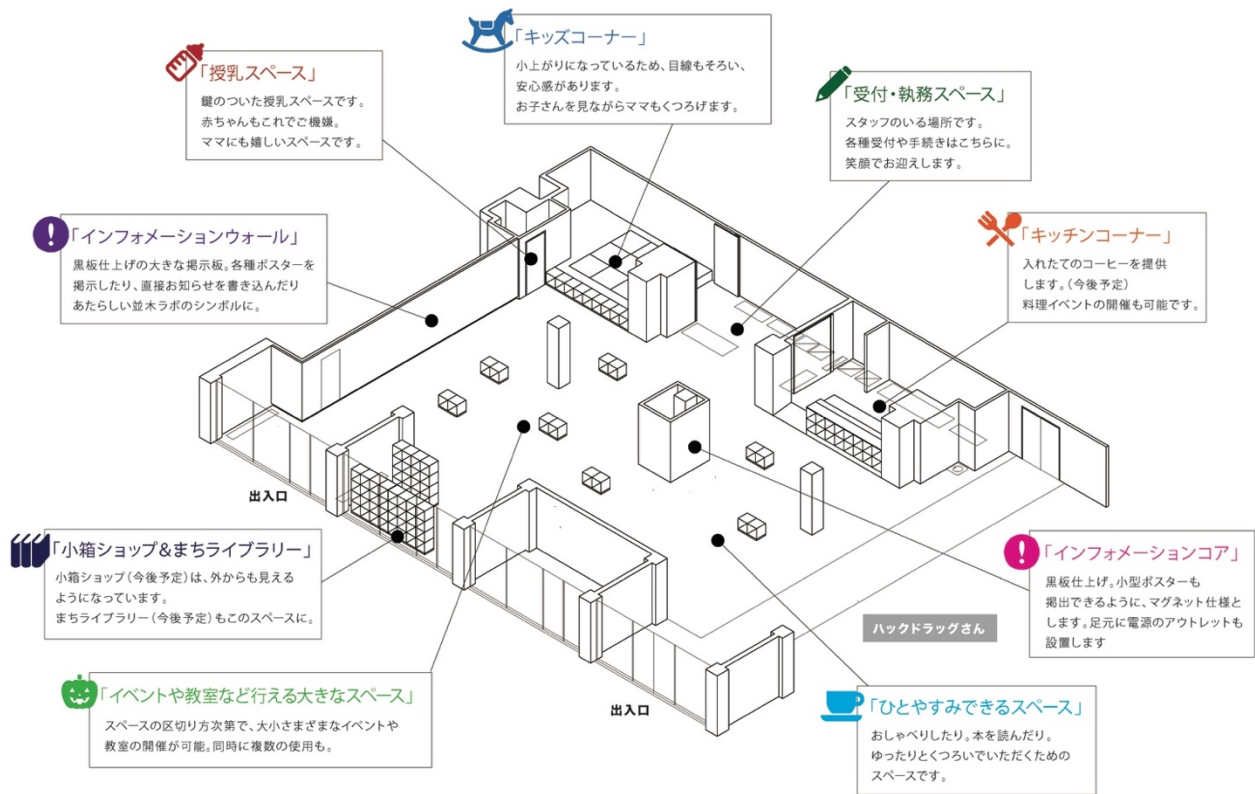 「キッズコーナー」
小上がりになっているため、目線もそろい、
安心感があります。
お子さんを見ながらママもくつろげます。
「授乳スペース」
鍵のついた授乳スペースです。
赤ちゃんもこれでご機嫌。
ママにも嬉しいスペースです。
「受付・執務スペース」
スタッフのいる場所です。
各種受付や手続きはこちらに。
笑顔でお迎えします。
「インフォメーションウォール」
黒板仕上げの大きな掲示板。各種ポスターを
掲示したり、直接お知らせを書き込んだり
あたらしい並木ラボのシンボルに。
「キッチンコーナー」
入れたてのコーヒーを提供
します。(今後予定)
料理イベントの開催も可能です。
出入口
「小箱ショップ&まちライブラリー」
小箱ショップ(今後予定)は、外からも見える
ようになっています。
まちライブラリー(今後予定)もこのスペースに。
「インフォメーションコア」
黒板仕上げ。小型ポスターも
掲出できるように、マグネット仕様と
します。足元に電源のアウトレットも
設置します
ハックドラッグさん
「イベントや教室など行える大きなスペース」
スペースの区切り方次第で、大小さまざまなイベントや
教室の開催が可能。同時に複数の使用も。
出入口
「ひとやすみできるスペース」
おしゃべりしたり。本を読んだり。
ゆったりとくつろいでいただくための
スペースです。